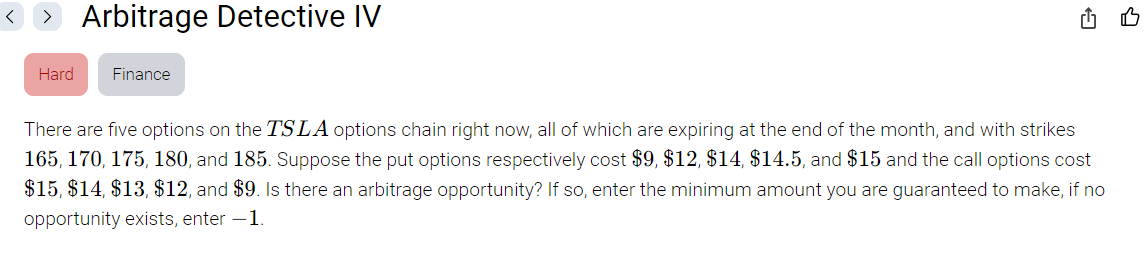 Arbitrage Detective IV
Hard Finance
There are five options on the TSLA options chain right now, all of which are expiring at the end of the month, and with strikes
165, 170, 175, 180, and 185. Suppose the put options respectively cost $9, $12, $14, $14.5, and $15 and the call options cost
$15, $14, $13, $12, and $9. Is there an arbitrage opportunity? If so, enter the minimum amount you are guaranteed to make, if no
opportunity exists, enter −1.